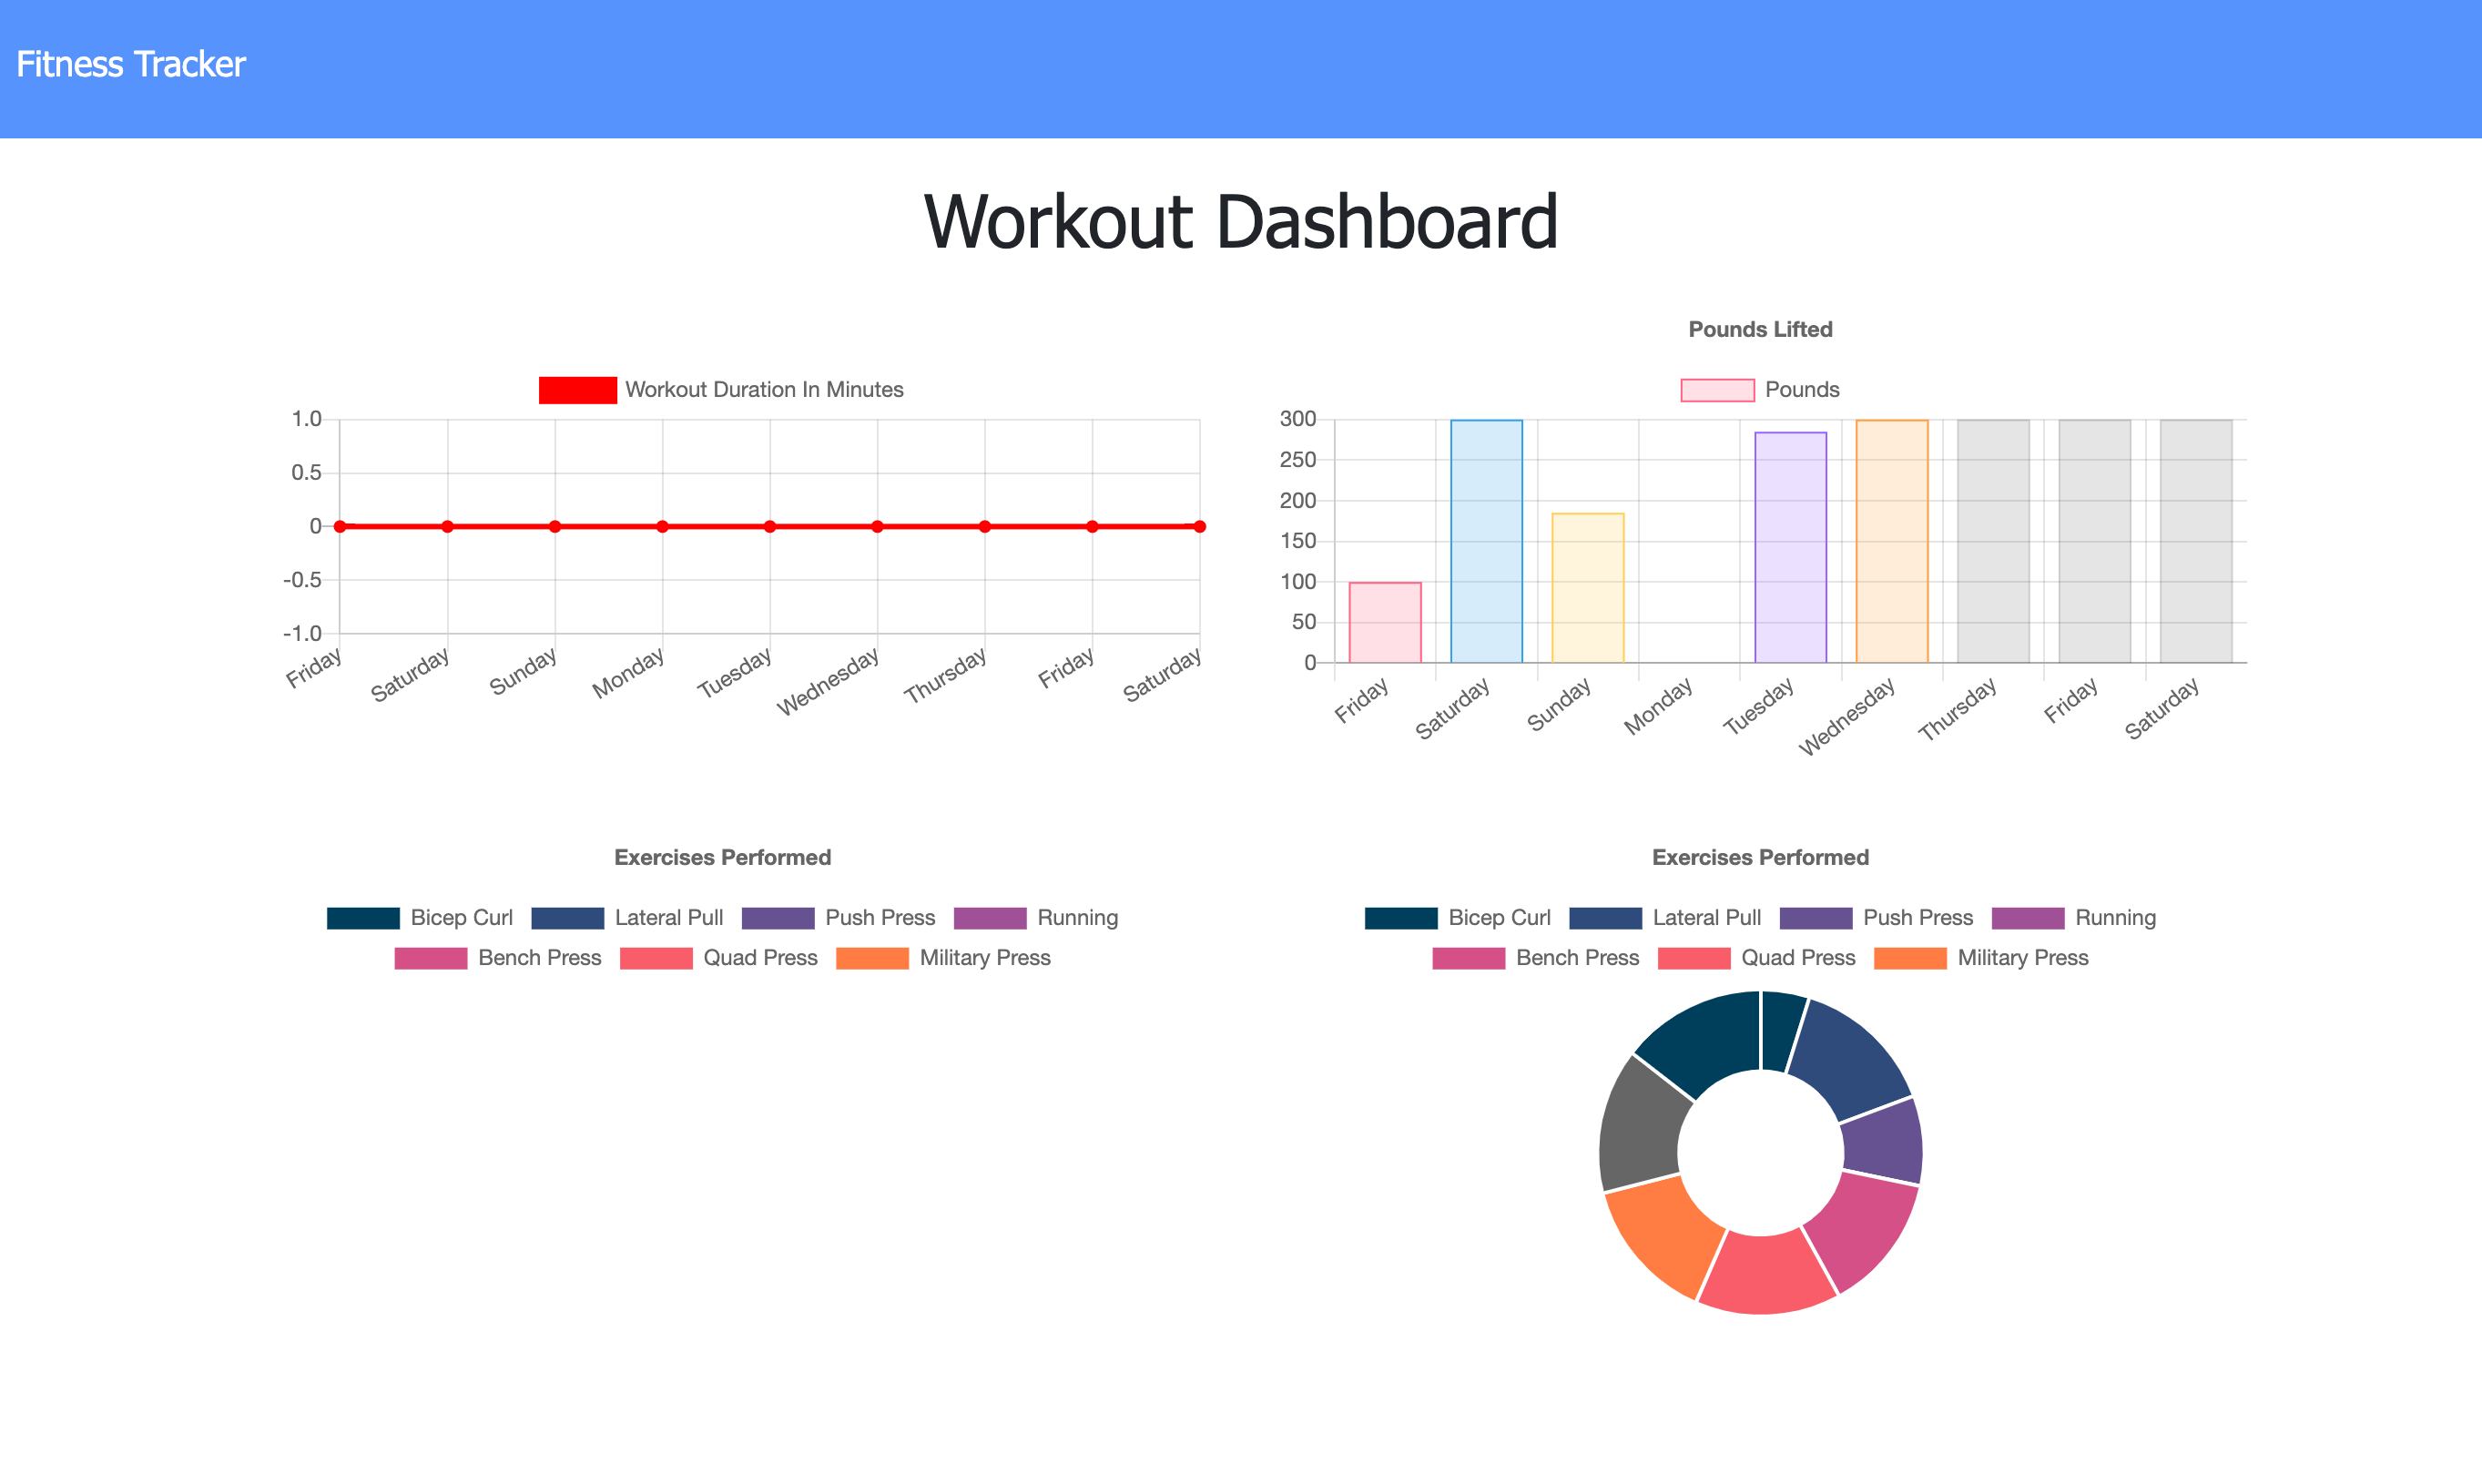 Fitness Tracker
Workout Dashboard
Workout Duration In Minutes
1.0
0.5
0
-0.5
-1.0
Friday Saturday Sunday Monday Tuesday Wednesday Thursday Friday Saturday
Pounds Lifted
Pounds
300
250
200
150
100
50
0
Friday Saturday Sunday Monday Tuesday Wednesday Thursday Friday Saturday
Exercises Performed
Bicep Curl Lateral Pull Push Press Running
Bench Press Quad Press Military Press
Exercises Performed
Bicep Curl Lateral Pull Push Press Running
Bench Press Quad Press Military Press